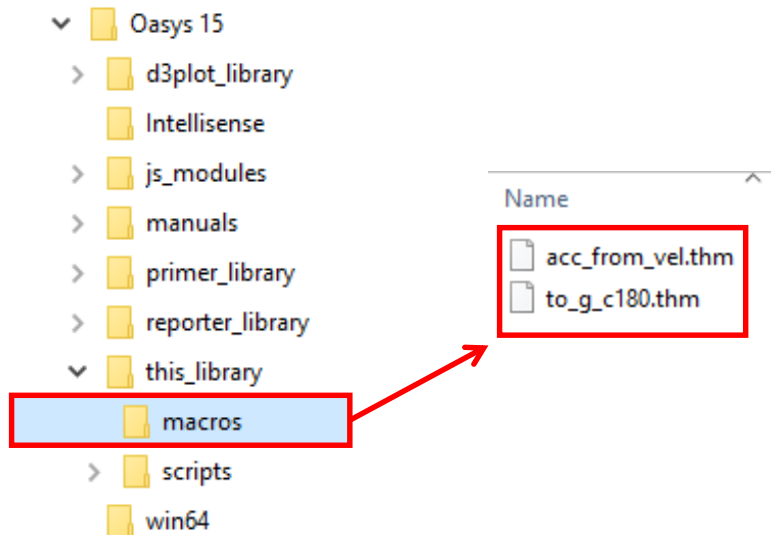 Oasys 15
d3plot_library
Intellisense
js_modules
manuals
primer_library
reporter_library
this_library
macros
scripts
win64
Name
acc_from_vel.thm
to_g_c180.thm